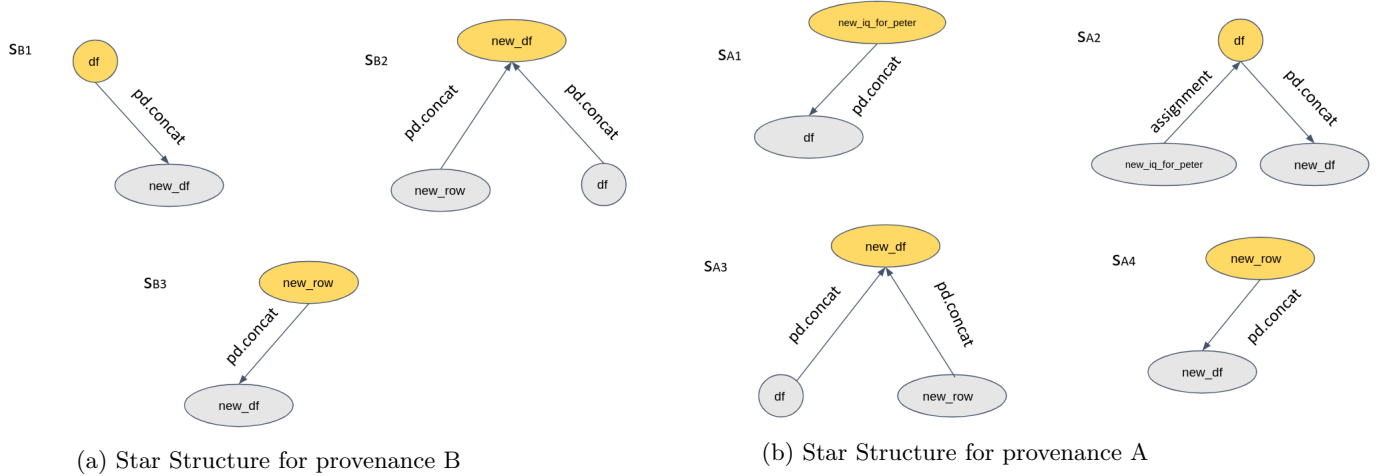 SB1
df
pd.concat
new_df
SB2
new_df
pd.concat
pd.concat
new_row
df
SB3
new_row
pd.concat
new_df
(a) Star Structure for provenance B
SA1
new_iq_for_peter
pd.concat
df
SA2
df
assignment
pd.concat
new_iq_for_peter
new_df
SA3
new_df
pd.concat
pd.concat
df
new_row
SA4
new_row
pd.concat
new_df
(b) Star Structure for provenance A